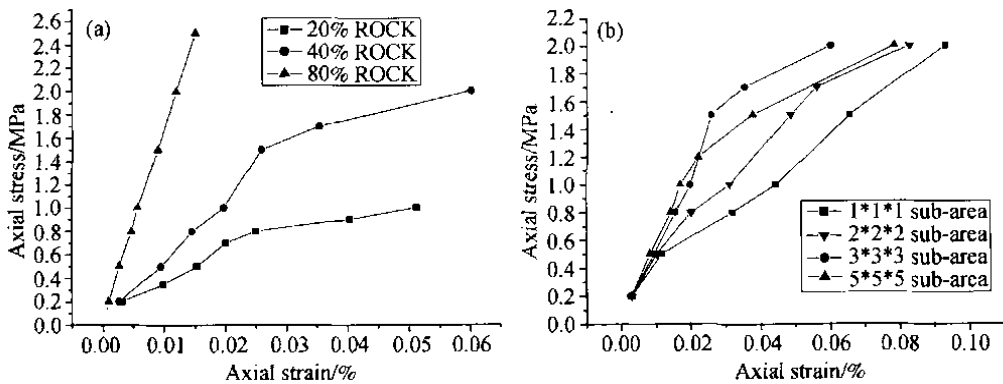 (a)
20% ROCK
40% ROCK
80% ROCK
Axial stress/MPa
2.6
2.4
2.2
2.0
1.8
1.6
1.4
1.2
1.0
0.8
0.6
0.4
0.2
0.0
0.00 0.01 0.02 0.03 0.04 0.05 0.06
Axial strain/%
(b)
Axial stress/MPa
2.2
2.0
1.8
1.6
1.4
1.2
1.0
0.8
0.6
0.4
0.2
0.0
1*1*1 sub-area
2*2*2 sub-area
3*3*3 sub-area
5*5*5 sub-area
0.00 0.02 0.04 0.06 0.08 0.10
Axial strain/%